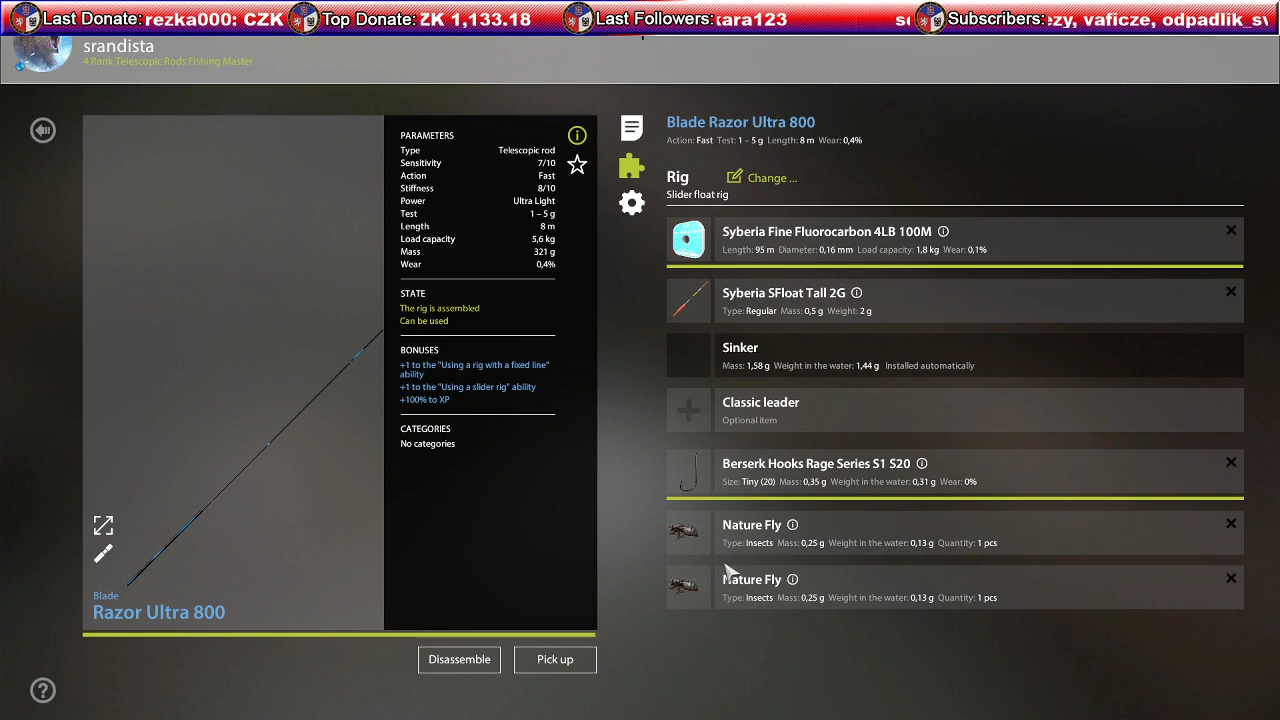 Last Donate: rezka000: CZK Top Donate: ZK 1,133.18 Last Followers: tara123 Subscribers: zy, vaficze, odpadlik_sv
srandista
4 Rank Telescopic Rods Fishing Master
PARAMETERS
Type Telescopic rod
Sensitivity 7/10
Action Fast
Stiffness 8/10
Power Ultra Light
Test 1 – 5 g
Length 8 m
Load capacity 5,6 kg
Mass 321 g
Wear 0,4%
STATE
The rig is assembled
Can be used
BONUSES
+1 to the "Using a rig with a fixed line"
ability
+1 to the "Using a slider rig" ability
+100% to XP
CATEGORIES
No categories
Blade
Razor Ultra 800
Disassemble Pick up
Blade Razor Ultra 800
Action: Fast Test: 1 – 5 g Length: 8 m Wear: 0,4%
Rig Change ...
Slider float rig
Syberia Fine Fluorocarbon 4LB 100M
Length: 95 m Diameter: 0,16 mm Load capacity: 1,8 kg Wear: 0,1%
Syberia SFloat Tall 2G
Type: Regular Mass: 0,5 g Weight: 2 g
Sinker
Mass: 1,58 g Weight in the water: 1,44 g Installed automatically
Classic leader
Optional item
Berserk Hooks Rage Series S1 S20
Size: Tiny (20) Mass: 0,35 g Weight in the water: 0,31 g Wear: 0%
Nature Fly
Type: Insects Mass: 0,25 g Weight in the water: 0,13 g Quantity: 1 pcs
Nature Fly
Type: Insects Mass: 0,25 g Weight in the water: 0,13 g Quantity: 1 pcs